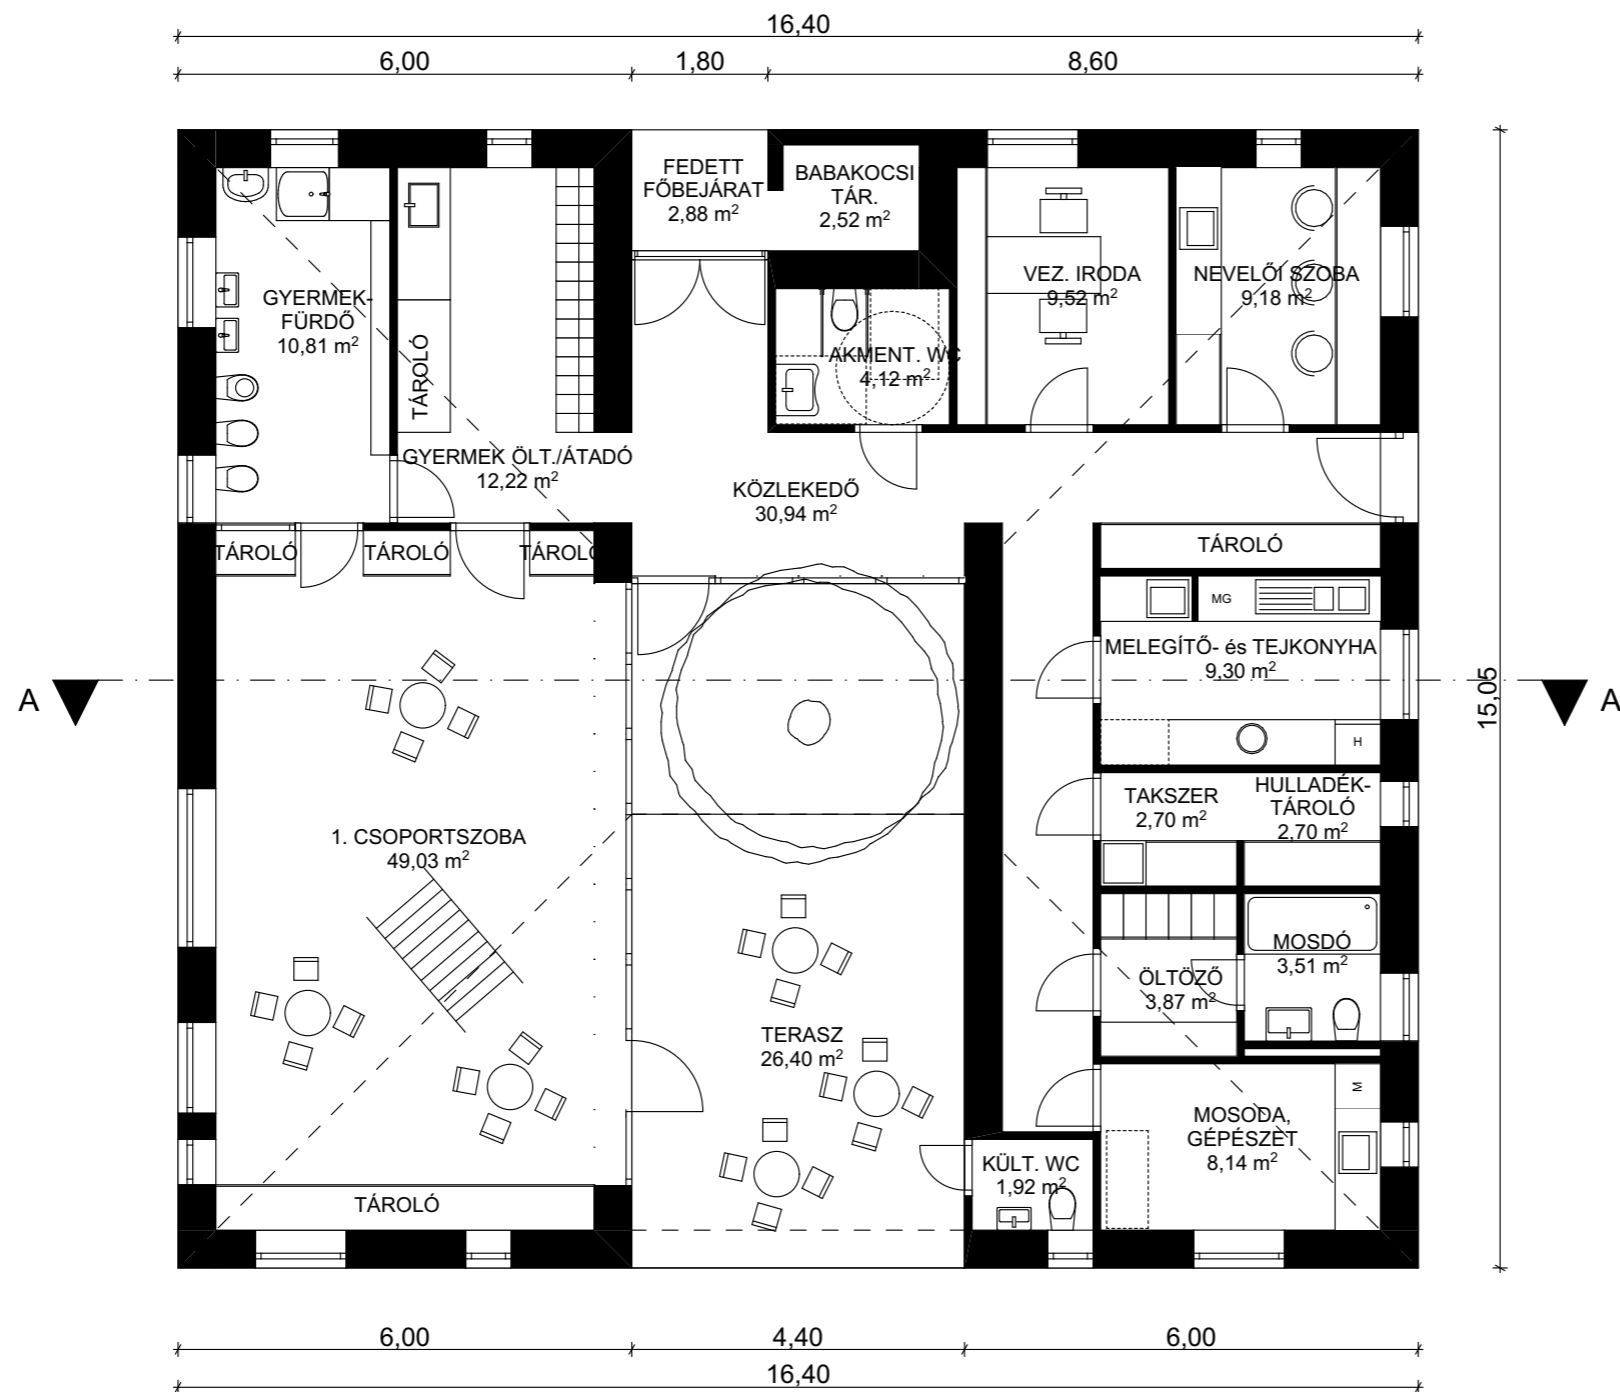 16,40
6,00
1,80
8,60
FEDETT
FŐBEJÁRAT
2,88 m²
BABAKOCSI
TÁR.
2,52 m²
GYERMEK-
FÜRDŐ
10,81 m²
TÁROLÓ
VEZ. IRODA
9,52 m²
NEVELŐI SZOBA
9,18 m²
AKMENT. WC
4,12 m²
GYERMEK ÖLT./ÁTADÓ
12,22 m²
KÖZLEKEDŐ
30,94 m²
TÁROLÓ
TÁROLÓ
TÁROLÓ
TÁROLÓ
MG
MELEGÍTŐ- és TEJKONYHA
9,30 m²
A
A
15,05
H
TAKSZER
2,70 m²
HULLADÉK-
TÁROLÓ
2,70 m²
1. CSOPORTSZOBA
49,03 m²
MOSDÓ
3,51 m²
ÖLTÖZŐ
3,87 m²
TERASZ
26,40 m²
M
MOSODA,
GÉPÉSZET
8,14 m²
KÜLT. WC
1,92 m²
TÁROLÓ
6,00
4,40
6,00
16,40